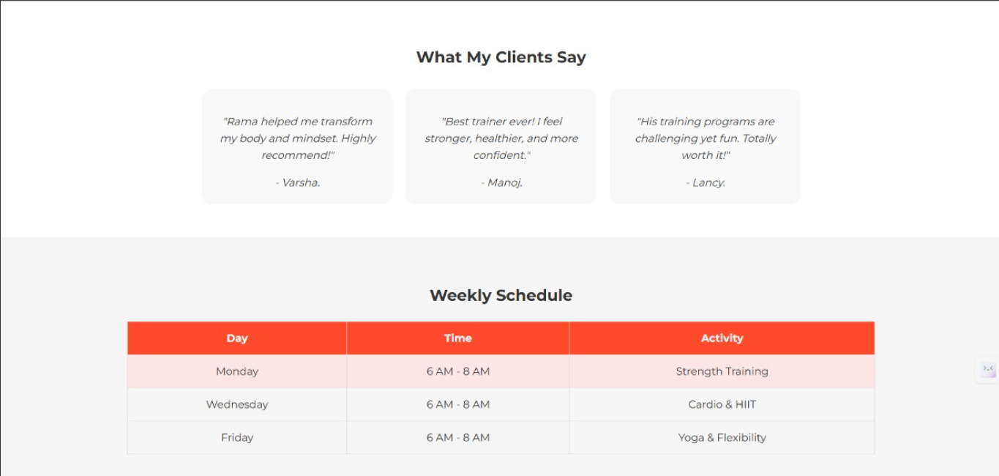 What My Clients Say
"Rama helped me transform
my body and mindset. Highly
recommend!"
- Varsha.
"Best trainer ever! I feel
stronger, healthier, and more
confident."
- Manoj.
"His training programs are
challenging yet fun. Totally
worth it!"
- Lancy.
Weekly Schedule
Day Time Activity
Monday 6 AM - 8 AM Strength Training
Wednesday 6 AM - 8 AM Cardio & HIIT
Friday 6 AM - 8 AM Yoga & Flexibility